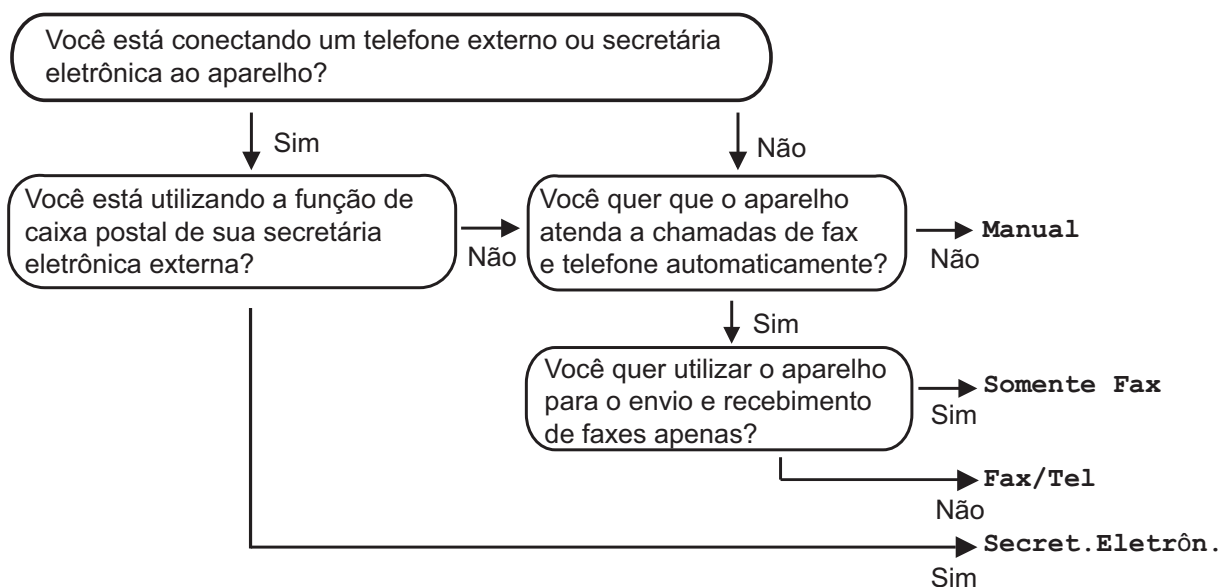 Você está conectando um telefone externo ou secretária
eletrônica ao aparelho?
Sim
Não
Você está utilizando a função de
caixa postal de sua secretária
eletrônica externa?
Não
Você quer que o aparelho
atenda a chamadas de fax
e telefone automaticamente?
Manual
Não
Sim
Você quer utilizar o aparelho
para o envio e recebimento
de faxes apenas?
Somente Fax
Sim
Fax/Tel
Não
Secret.Eletrôn.
Sim